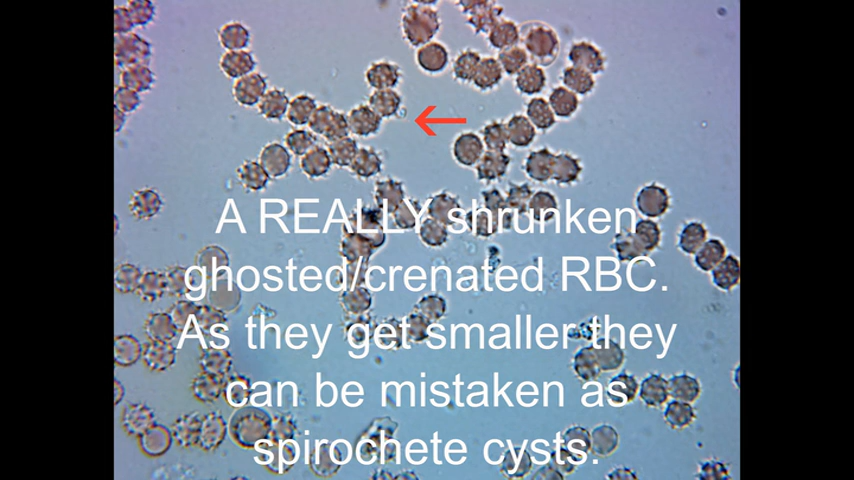 A REALLY shrunken
ghosted/crenated RBC.
As they get smaller they
can be mistaken as
spirochete cysts.